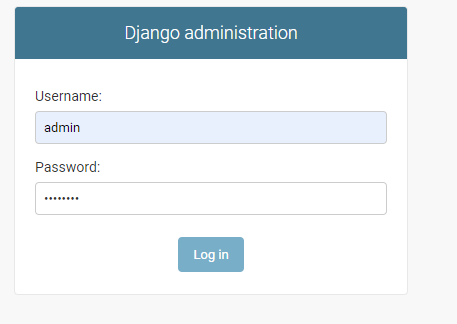 Django administration
Username:
admin
Password:
••••••••
Log in